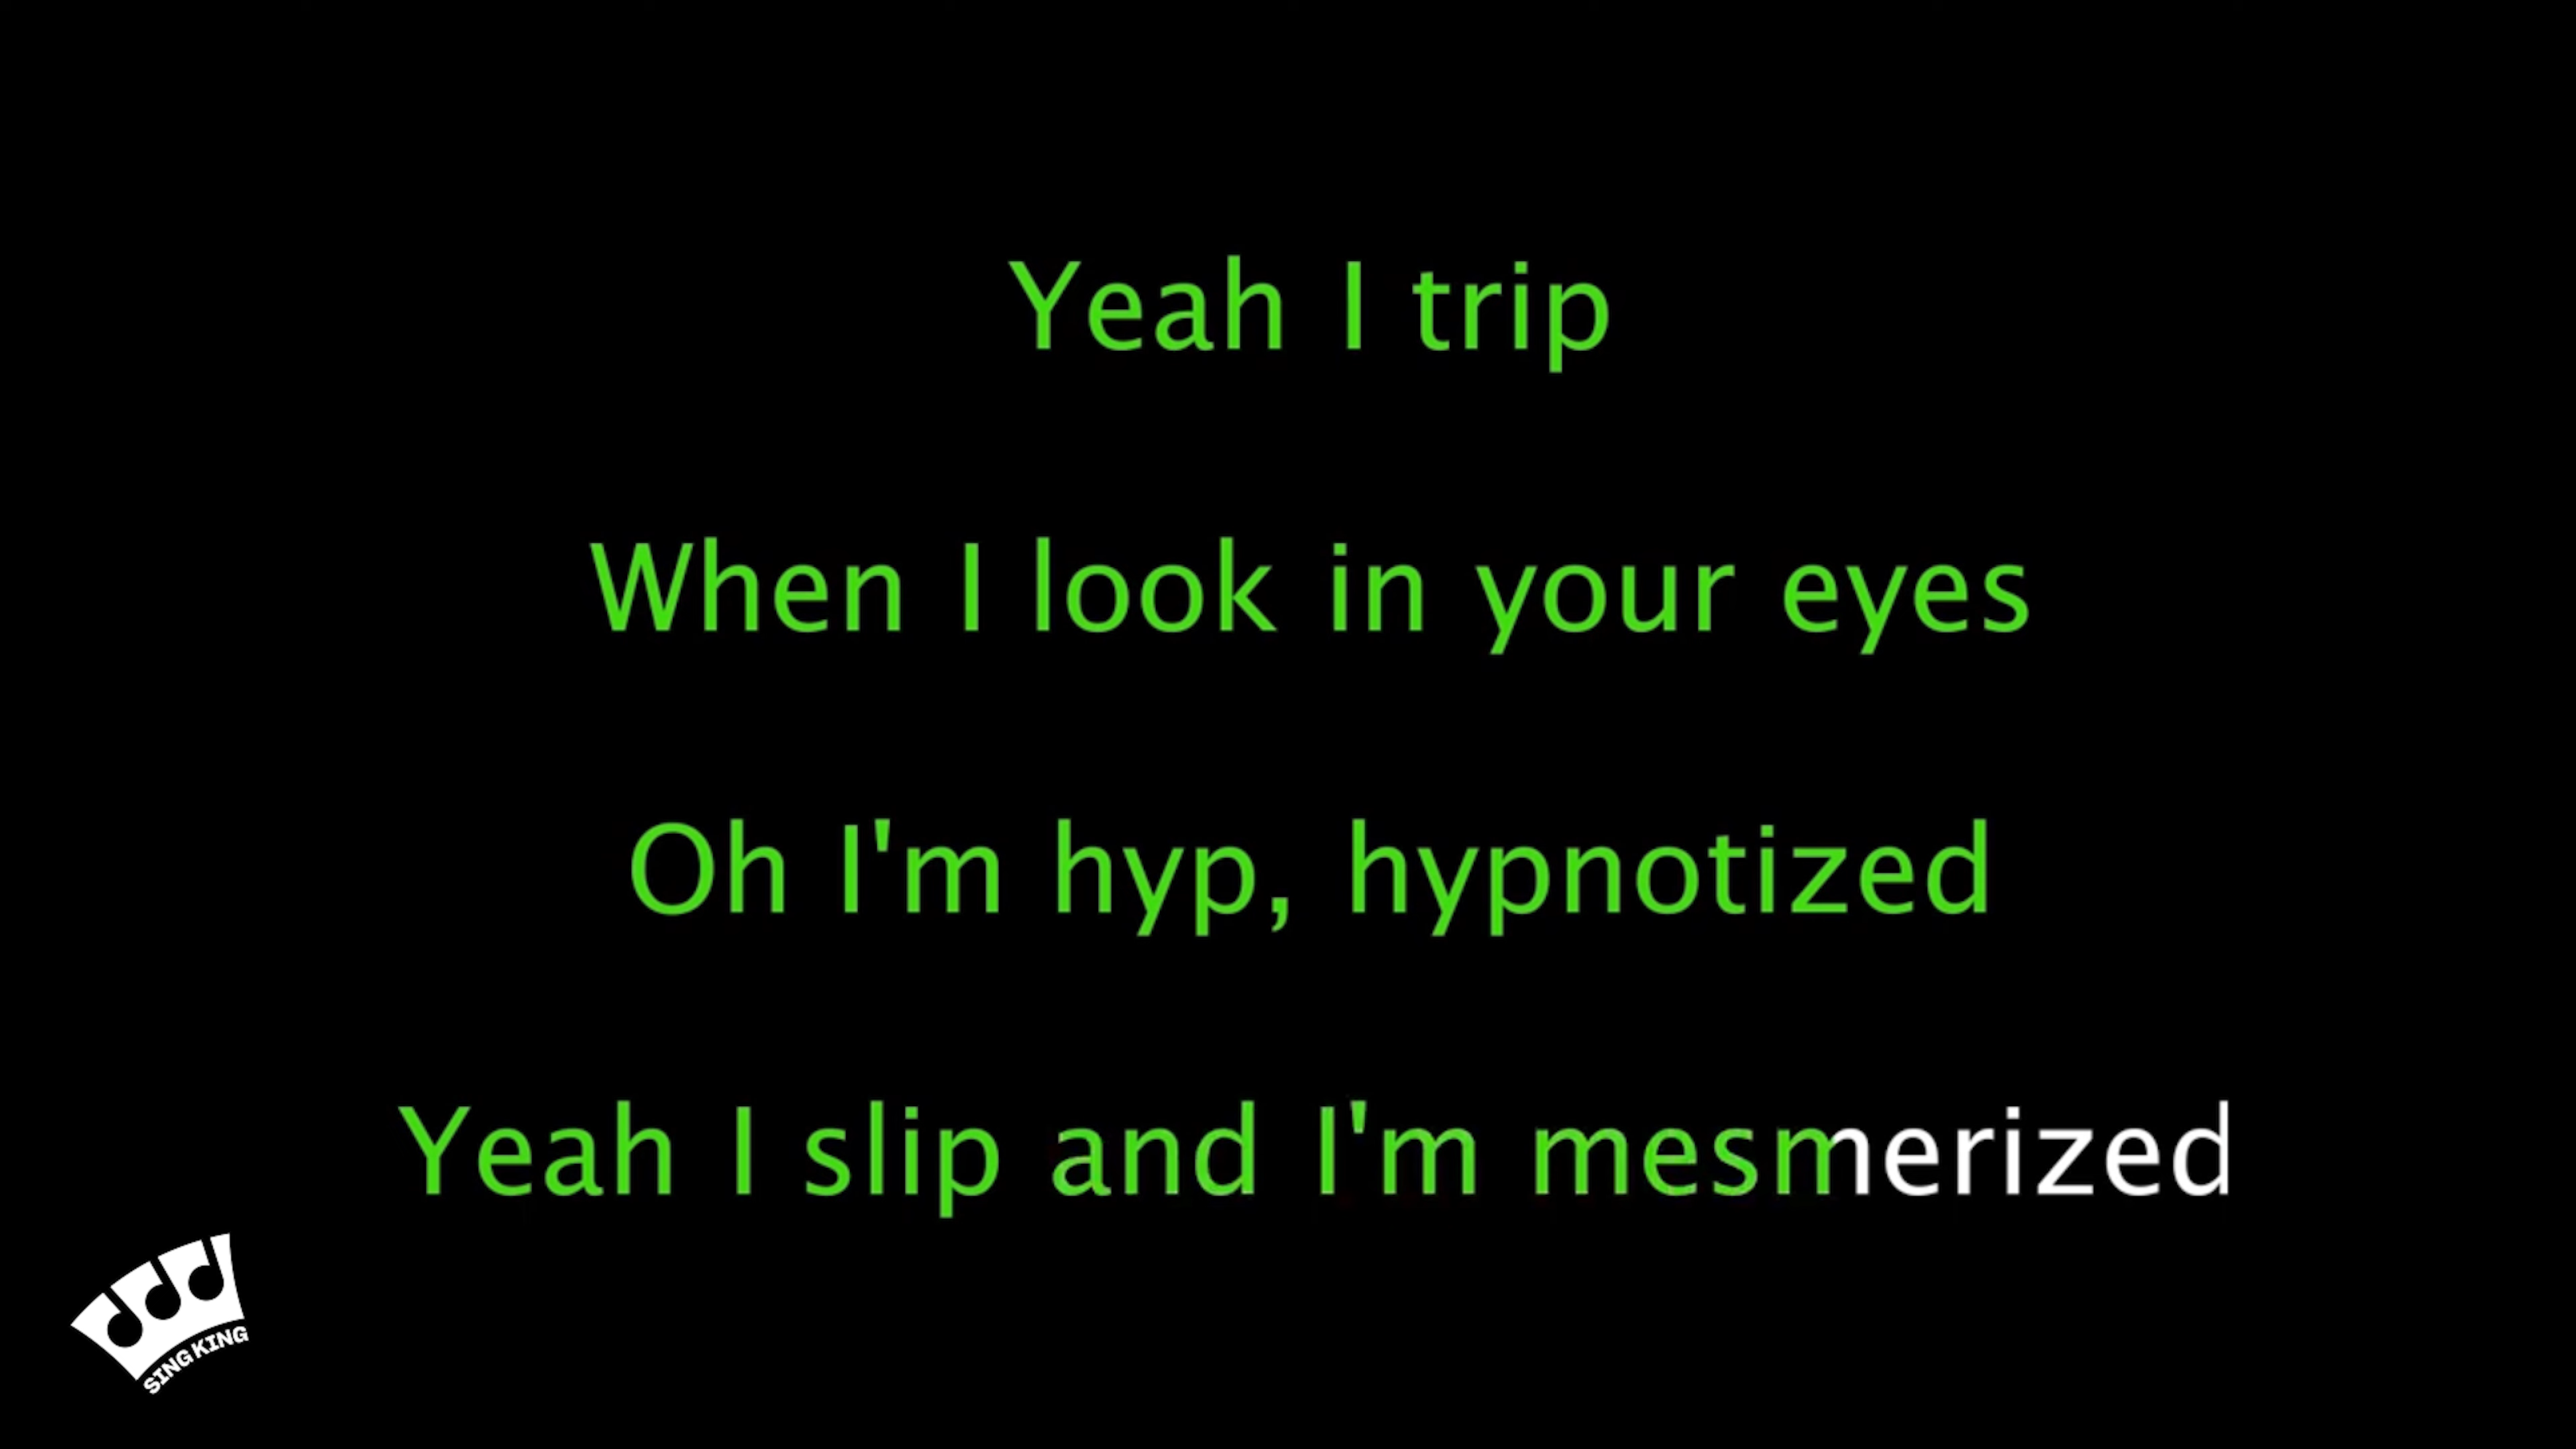 Yeah I trip
When I look in your eyes
Oh I'm hyp, hypnotized
Yeah I slip and I'm mesmerized
SING KING